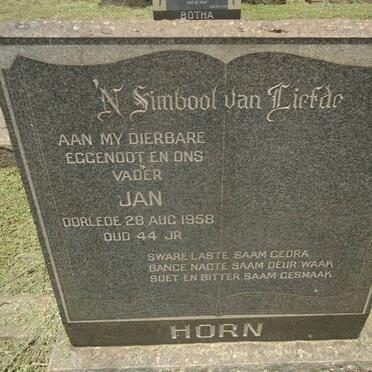 BOTHA
'N Simbool van Liefde
AAN MY DIERBARE
EGGENOOT EN ONS
VADER
JAN
OORLEDE 28 AUG 1958
OUD 44 JR
SWARE LASTE SAAM GEDRA
BANGE NAGTE SAAM DEUR WAAK
SOET EN BITTER SAAM GESMAAK
HORN